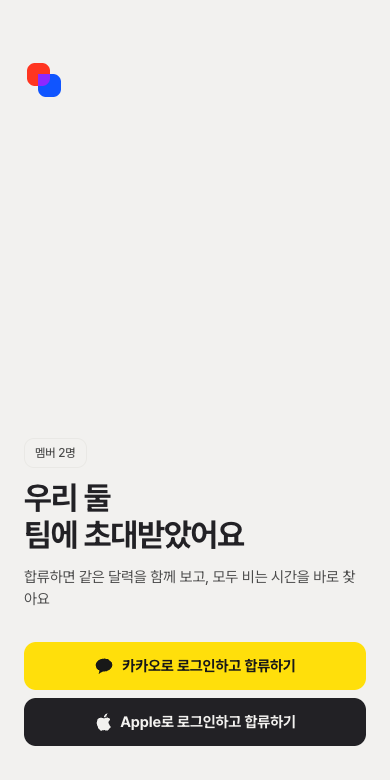 멤버 2명
우리 둘
팀에 초대받았어요
합류하면 같은 달력을 함께 보고, 모두 비는 시간을 바로 찾
아요
카카오로 로그인하고 합류하기
Apple로 로그인하고 합류하기